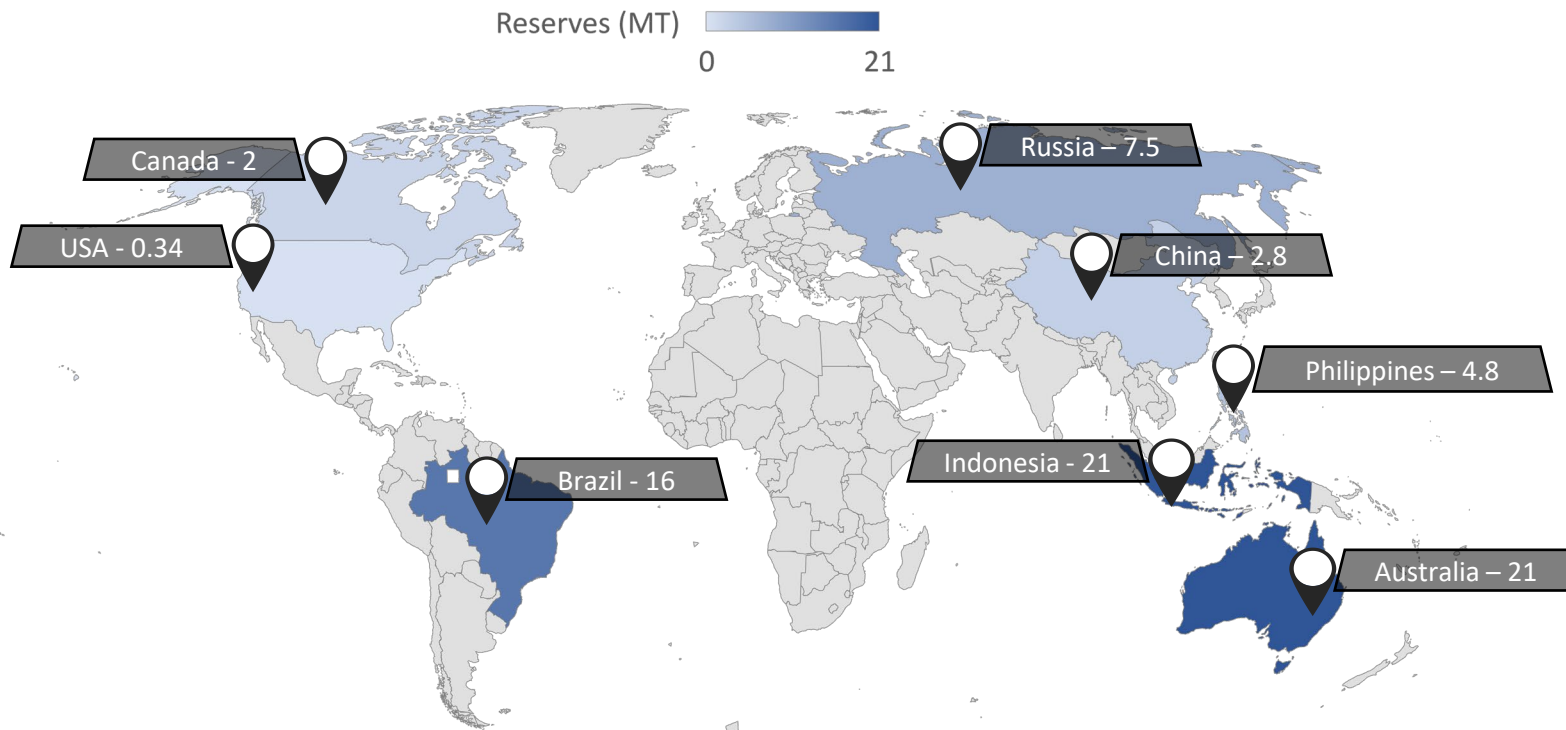 Reserves (MT)
0 21
Canada - 2
Russia – 7.5
USA - 0.34
China – 2.8
Philippines – 4.8
Indonesia - 21
Brazil - 16
Australia – 21